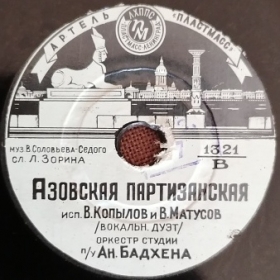 АРТЕЛЬ "ПЛАСТМАСС"
ЛХППС
МУЗ. В. СОЛОВЬЕВА-СЕДОГО
СЛ. Л. ЗОРИНА
1321
В
АЗОВСКАЯ ПАРТИЗАНСКАЯ
ИСП. В. КОПЫЛОВ И В. МАТУСОВ
/ВОКАЛЬН. ДУЭТ/
ОРКЕСТР СТУДИИ
П/У АН. БАДХЕНА